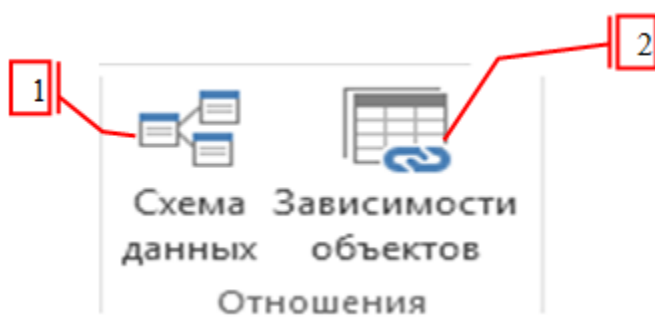 1
2
Схема данных
Зависимости объектов
Отношения